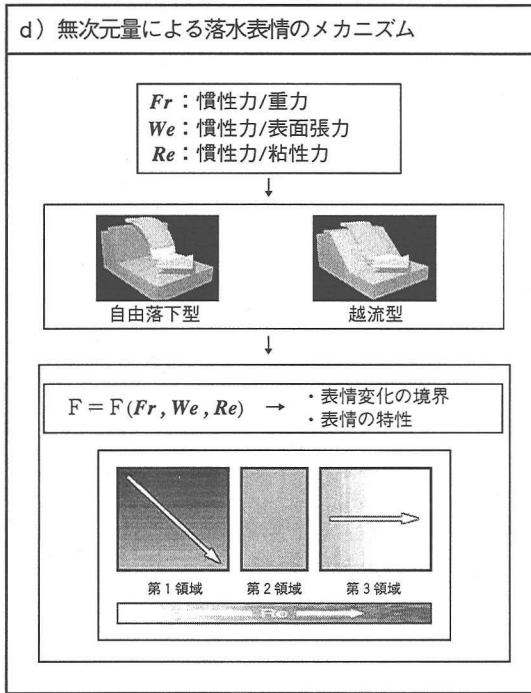 d) 無次元量による落水表情のメカニズム
Fr：慣性力/重力
We：慣性力/表面張力
Re：慣性力/粘性力
↓
自由落下型 越流型
↓
F＝F(Fr , We , Re) → ・表情変化の境界
・表情の特性
第1領域 第2領域 第3領域